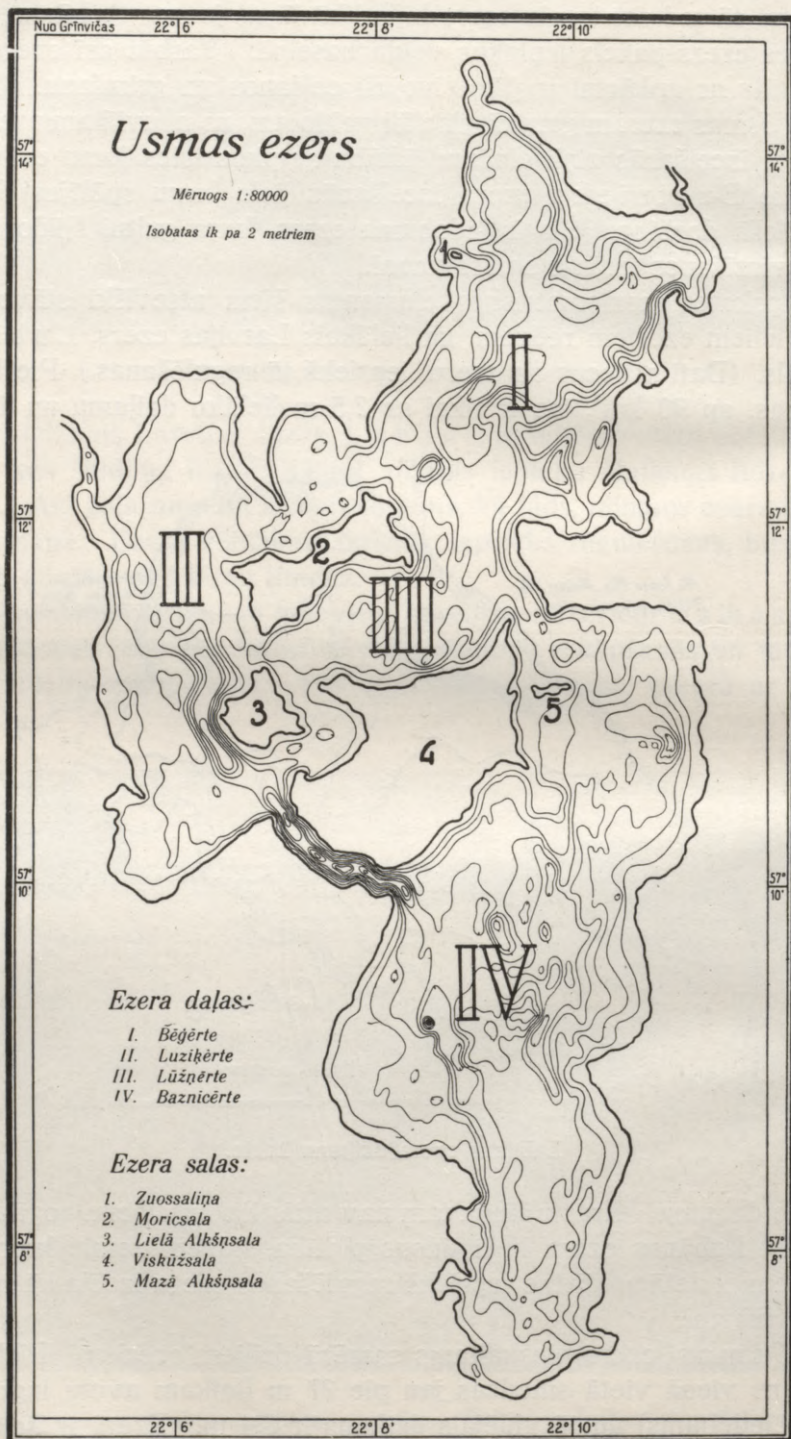 Nuo Grīnvičas 22° 6' 22° 8' 22° 10'
57° 14' 57° 14'
Usmas ezers
Mēruogs 1:80000
Isobatas ik pa 2 metriem
1
II
57° 12' 57° 12'
2
III
IIII
3
5
4
57° 10' 57° 10'
IV
Ezera daļas:
I. Bēģērte
II. Luziķērte
III. Lūžņērte
IV. Baznicērte
Ezera salas:
1. Zuossaliņa
2. Moricsala
3. Lielā Alkšņsala
4. Viskūžsala
5. Mazā Alkšņsala
57° 8' 57° 8'
22° 6' 22° 8' 22° 10'